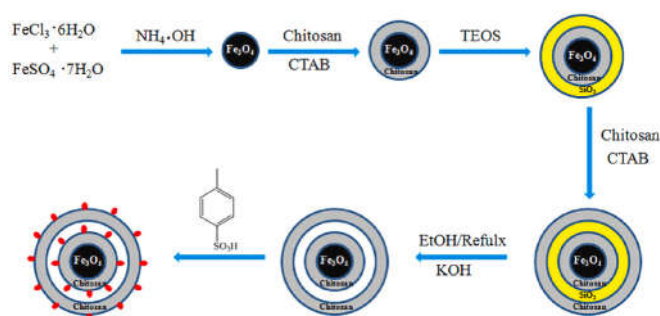 FeCl₃·6H₂O
+
FeSO₄ ·7H₂O
NH₄·OH
Fe₃O₄
Chitosan
CTAB
Fe₃O₄
Chitosan
TEOS
Fe₃O₄
Chitosan
SiO₂
Chitosan
CTAB
Fe₃O₄
Chitosan
SiO₂
Chitosan
EtOH/Refulx
KOH
Fe₃O₄
Chitosan
Chitosan
SO₃H
Fe₃O₄
Chitosan
Chitosan